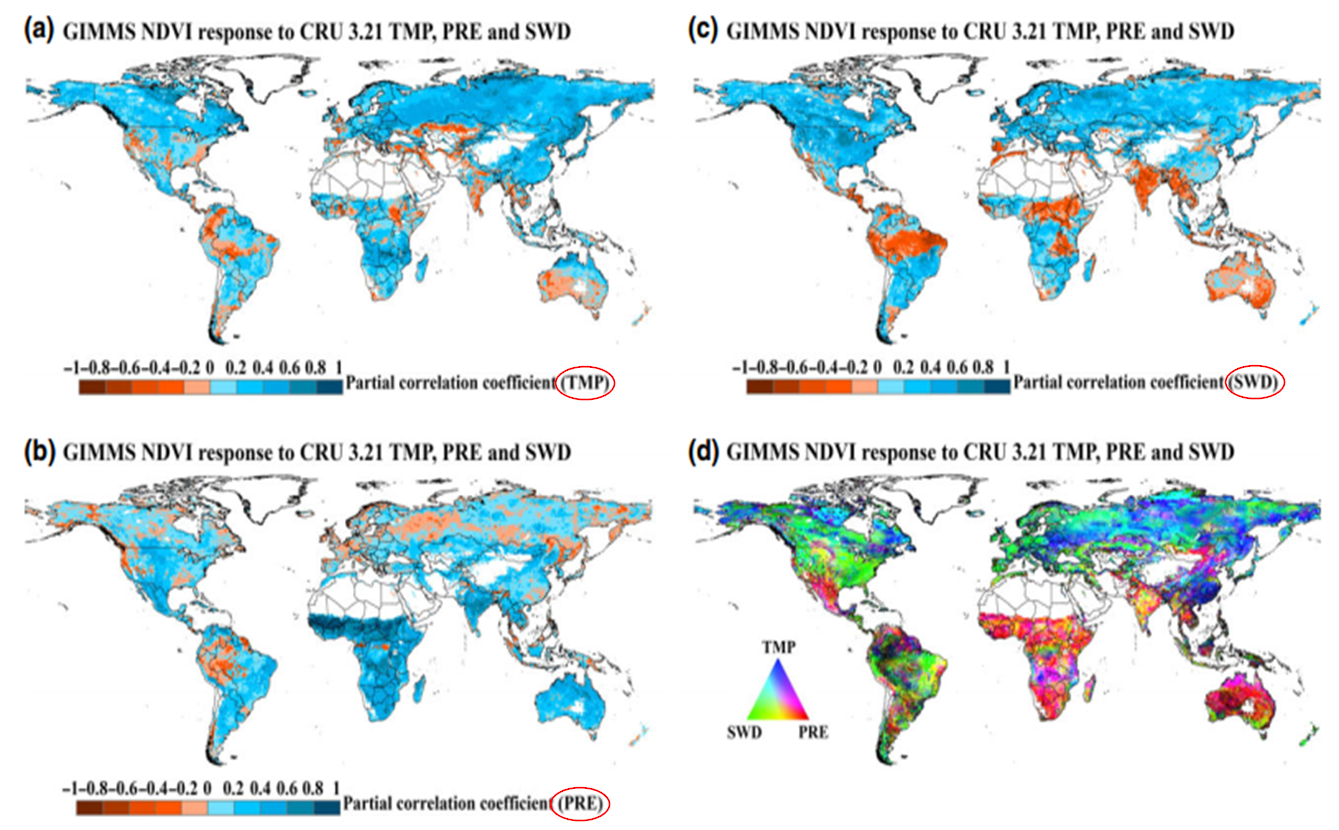 (a) GIMMS NDVI response to CRU 3.21 TMP, PRE and SWD
−1−0.8−0.6−0.4−0.2 0 0.2 0.4 0.6 0.8 1
Partial correlation coefficient (TMP)
(c) GIMMS NDVI response to CRU 3.21 TMP, PRE and SWD
−1−0.8−0.6−0.4−0.2 0 0.2 0.4 0.6 0.8 1
Partial correlation coefficient (SWD)
(b) GIMMS NDVI response to CRU 3.21 TMP, PRE and SWD
−1−0.8−0.6−0.4−0.2 0 0.2 0.4 0.6 0.8 1
Partial correlation coefficient (PRE)
(d) GIMMS NDVI response to CRU 3.21 TMP, PRE and SWD
TMP
SWD PRE